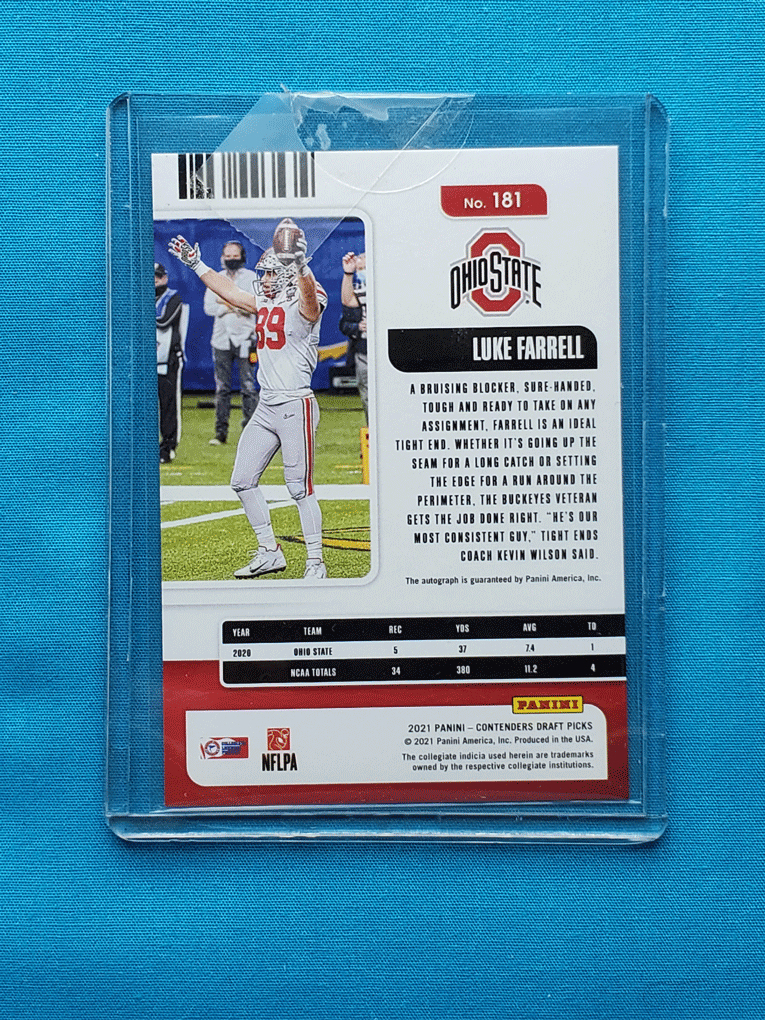 No. 181
OHIO STATE
LUKE FARRELL
89
A BRUISING BLOCKER, SURE-HANDED,
TOUGH AND READY TO TAKE ON ANY
ASSIGNMENT, FARRELL IS AN IDEAL
TIGHT END. WHETHER IT'S GOING UP THE
SEAM FOR A LONG CATCH OR SETTING
THE EDGE FOR A RUN AROUND THE
PERIMETER, THE BUCKEYES VETERAN
GETS THE JOB DONE RIGHT. "HE'S OUR
MOST CONSISTENT GUY," TIGHT ENDS
COACH KEVIN WILSON SAID.
The autograph is guaranteed by Panini America, Inc.
YEAR TEAM REC YDS AVG TD
2020 OHIO STATE 5 37 7.4 1
NCAA TOTALS 34 380 11.2 4
PANINI
2021 PANINI – CONTENDERS DRAFT PICKS
© 2021 Panini America, Inc. Produced in the USA.
The collegiate indicia used herein are trademarks
owned by the respective collegiate institutions.
NFLPA